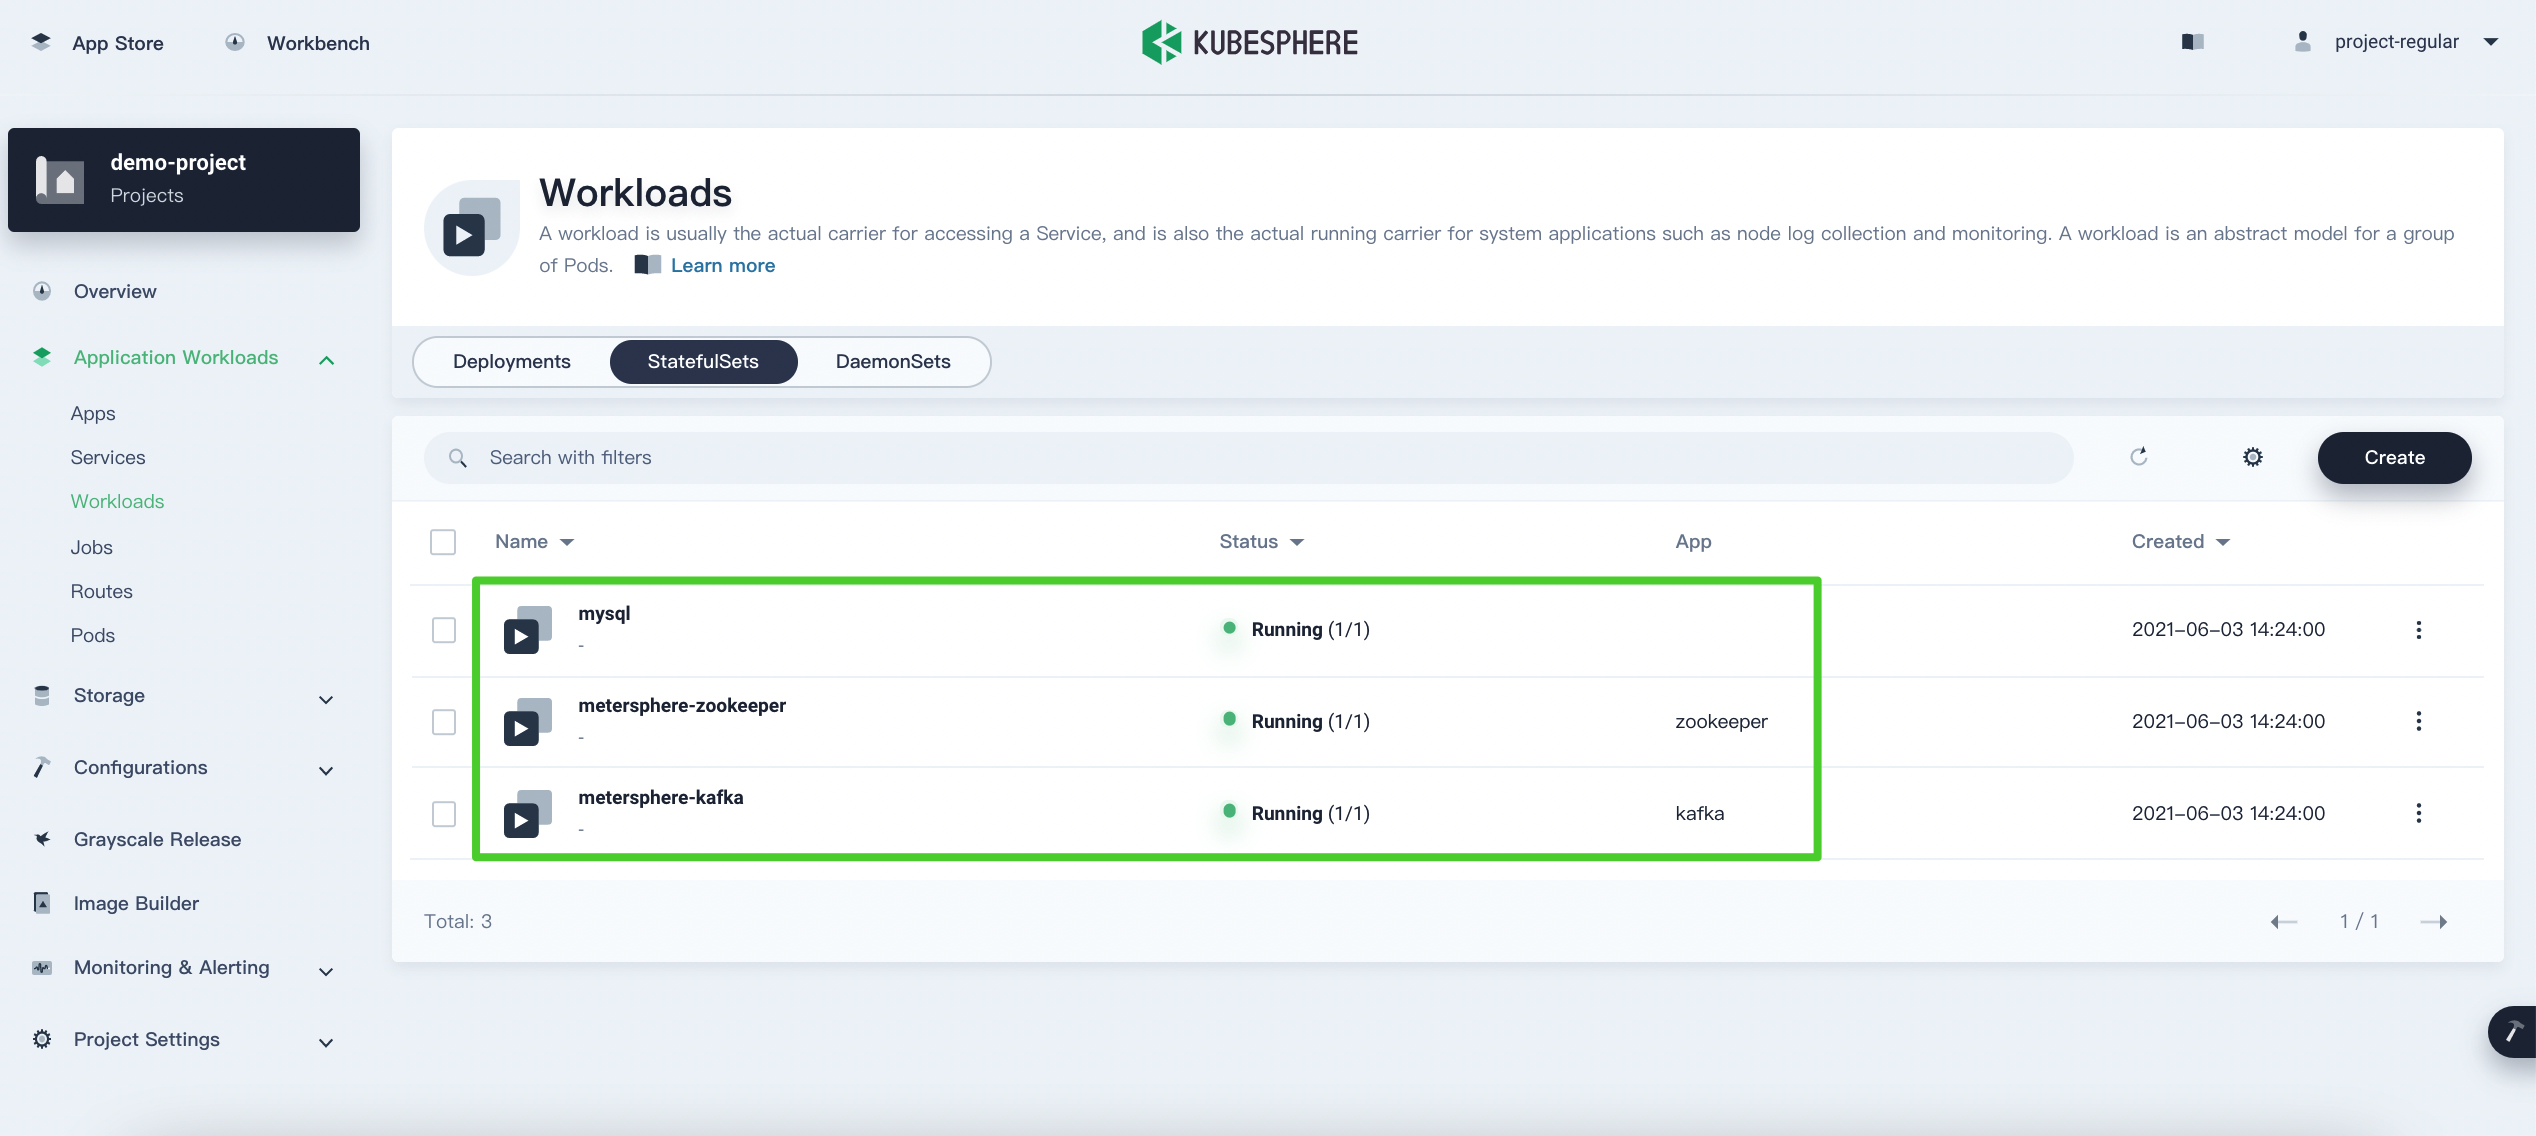 App Store
Workbench
KUBESPHERE
project-regular
demo-project
Projects
Overview
Application Workloads
Apps
Services
Workloads
Jobs
Routes
Pods
Storage
Configurations
Grayscale Release
Image Builder
Monitoring & Alerting
Project Settings
Workloads
A workload is usually the actual carrier for accessing a Service, and is also the actual running carrier for system applications such as node log collection and monitoring. A workload is an abstract model for a group
of Pods. Learn more
Deployments StatefulSets DaemonSets
Search with filters
Create
Name Status App Created
mysql
-
Running (1/1)
2021-06-03 14:24:00
metersphere-zookeeper
-
Running (1/1)
zookeeper
2021-06-03 14:24:00
metersphere-kafka
-
Running (1/1)
kafka
2021-06-03 14:24:00
Total: 3
1 / 1